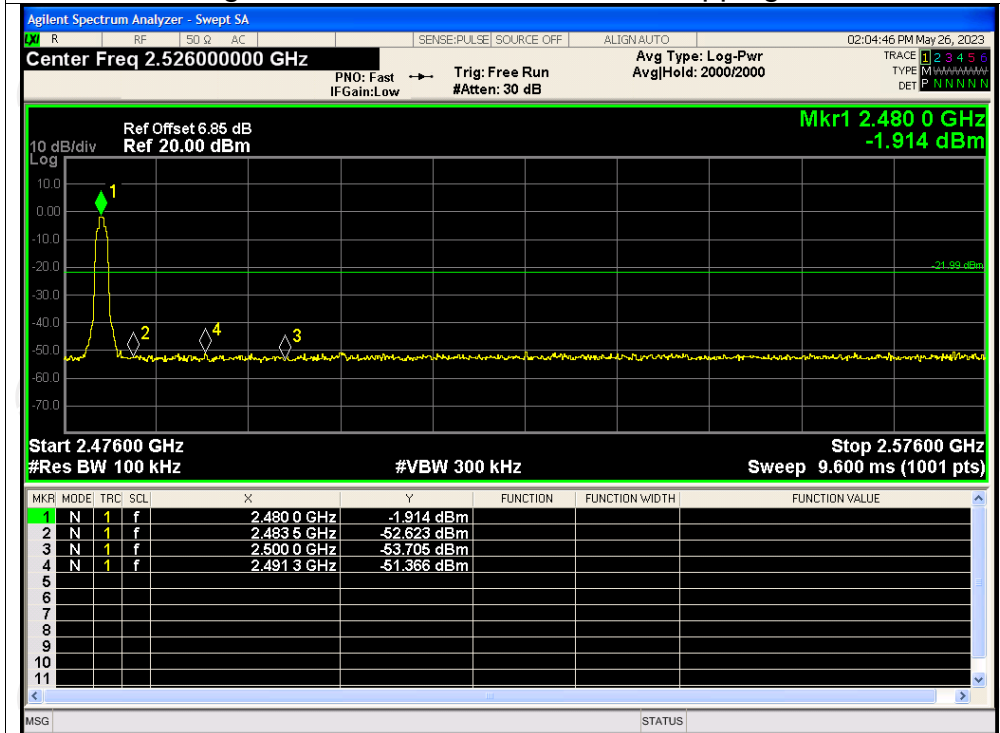 Agilent Spectrum Analyzer - Swept SA
LXI R RF 50 Ω AC SENSE:PULSE SOURCE OFF ALIGN AUTO 02:04:46 PM May 26, 2023
Center Freq 2.526000000 GHz
PNO: Fast
IFGain:Low
Trig: Free Run
#Atten: 30 dB
Avg Type: Log-Pwr
Avg|Hold: 2000/2000
TRACE 1 2 3 4 5 6
TYPE M
DET P N N N N N
Mkr1 2.480 0 GHz
-1.914 dBm
Ref Offset 6.85 dB
10 dB/div Ref 20.00 dBm
Log
10.0
0.00
-10.0
-20.0
-30.0
-40.0
-50.0
-60.0
-70.0
1
2
4
3
-21.99 dBm
Start 2.47600 GHz Stop 2.57600 GHz
#Res BW 100 kHz #VBW 300 kHz Sweep 9.600 ms (1001 pts)
MKR MODE TRC SCL X Y FUNCTION FUNCTION WIDTH FUNCTION VALUE
1 N 1 f 2.480 0 GHz -1.914 dBm
2 N 1 f 2.483 5 GHz -52.623 dBm
3 N 1 f 2.500 0 GHz -53.705 dBm
4 N 1 f 2.491 3 GHz -51.366 dBm
5
6
7
8
9
10
11
MSG STATUS